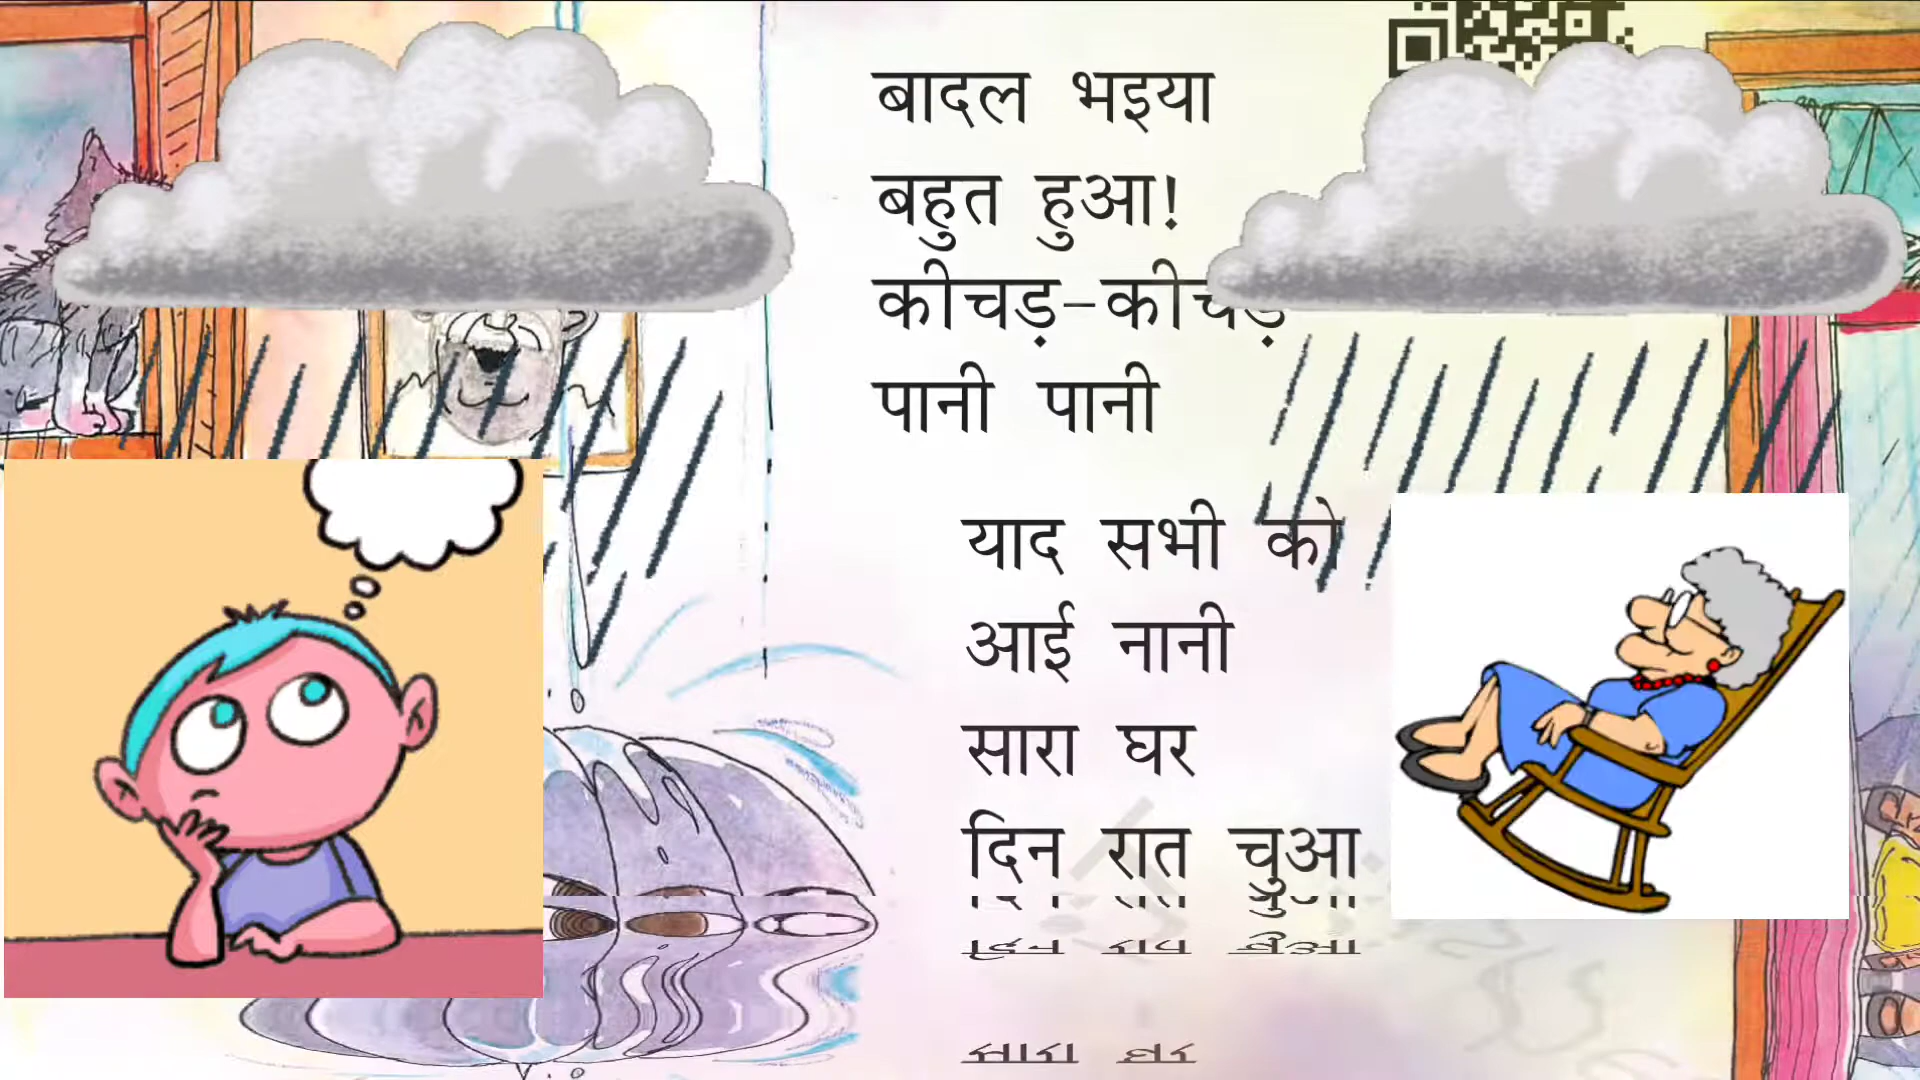 बादल भइया
बहुत हुआ!
कीचड़-कीचड़
पानी पानी
याद सभी को
आई नानी
सारा घर
दिन रात चुआ